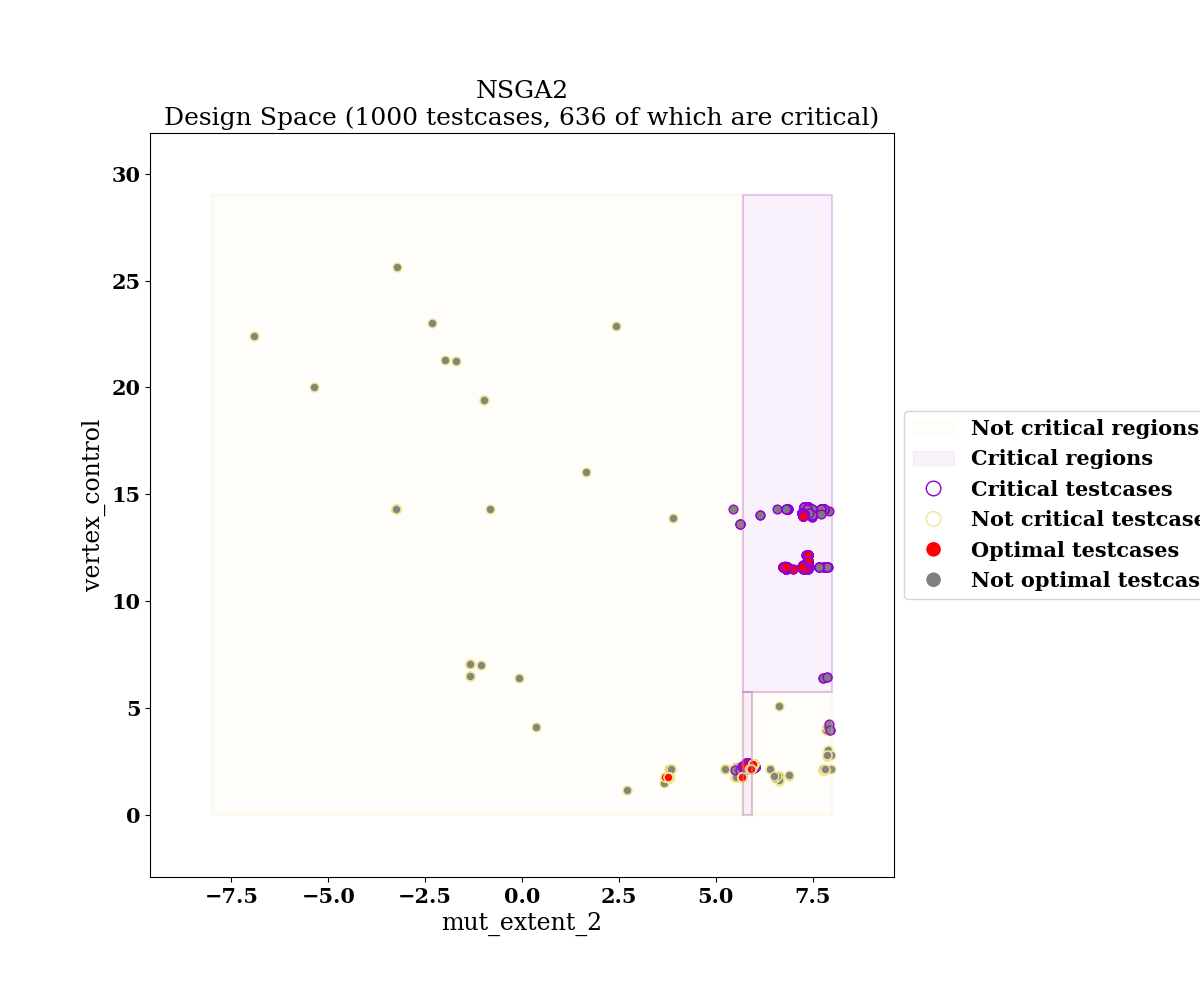 NSGA2
Design Space (1000 testcases, 636 of which are critical)
30
25
20
15
10
5
0
vertex_control
−7.5
−5.0
−2.5
0.0
2.5
5.0
7.5
mut_extent_2
Not critical regions
Critical regions
Critical testcases
Not critical testcase
Optimal testcases
Not optimal testcas